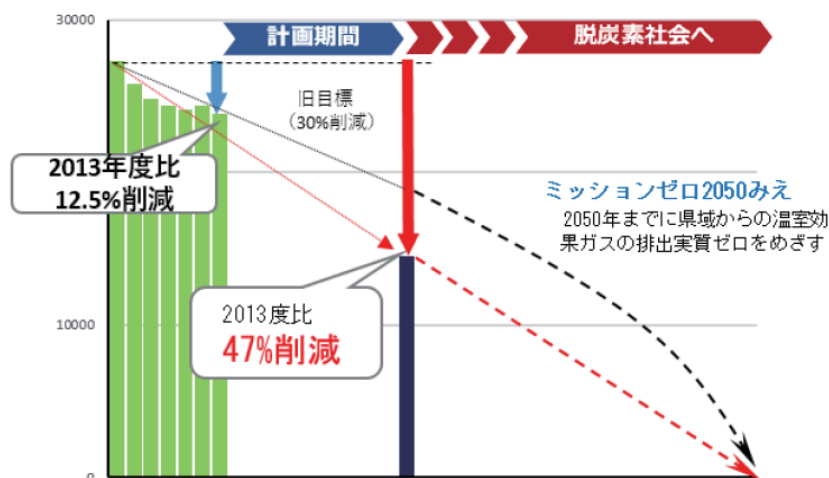 30000
計画期間
脱炭素社会へ
旧目標
（30%削減）
2013年度比
12.5%削減
ミッションゼロ2050みえ
2050年までに県域からの温室効
果ガスの排出実質ゼロをめざす
2013度比
47%削減
10000
0